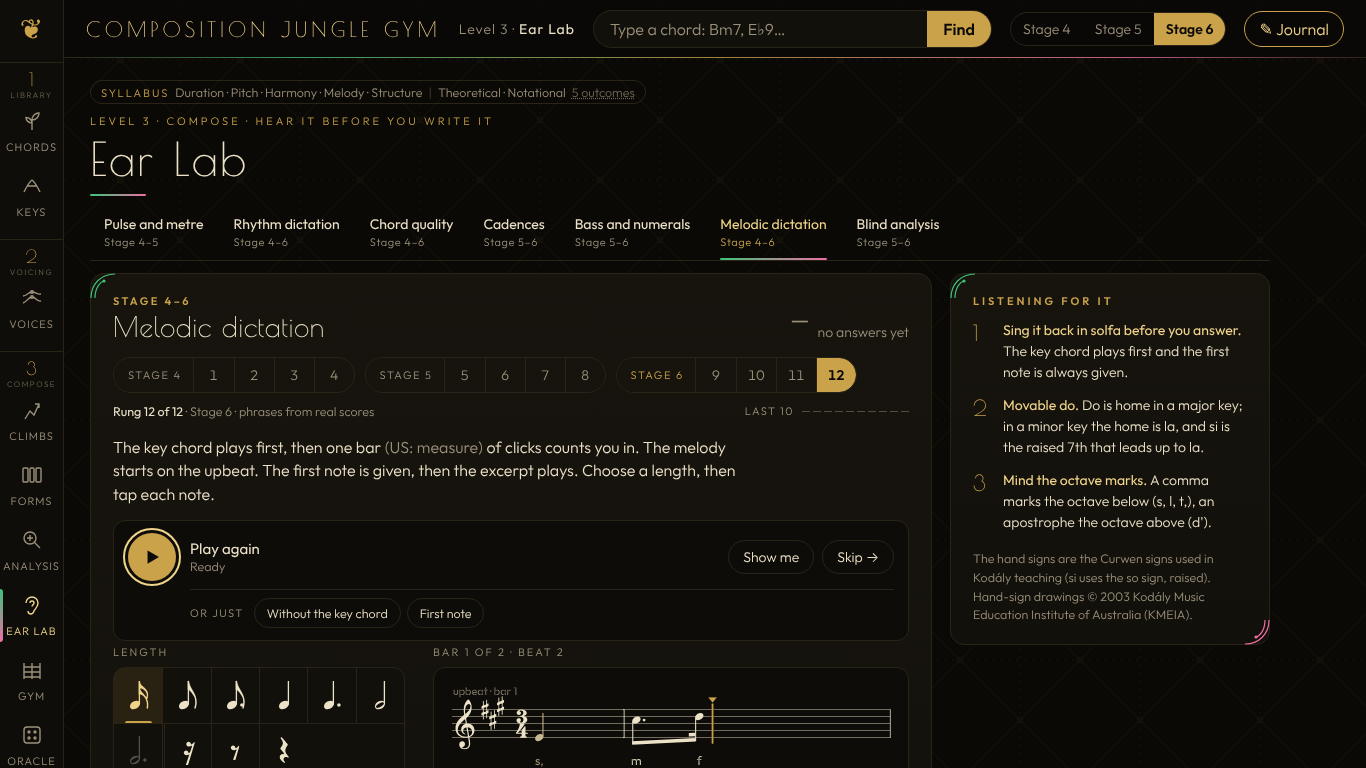 COMPOSITION JUNGLE GYM
Level 3 · Ear Lab
Type a chord: Bm7, E♭9…
Find
Stage 4 Stage 5 Stage 6
✎ Journal
1
LIBRARY
CHORDS
KEYS
2
VOICING
VOICES
3
COMPOSE
CLIMBS
FORMS
ANALYSIS
EAR LAB
GYM
ORACLE
SYLLABUS Duration · Pitch · Harmony · Melody · Structure | Theoretical · Notational 5 outcomes
LEVEL 3 · COMPOSE · HEAR IT BEFORE YOU WRITE IT
Ear Lab
Pulse and metre
Stage 4–5
Rhythm dictation
Stage 4–6
Chord quality
Stage 4–6
Cadences
Stage 5–6
Bass and numerals
Stage 5–6
Melodic dictation
Stage 4–6
Blind analysis
Stage 5–6
STAGE 4–6
Melodic dictation
— no answers yet
STAGE 4 1 2 3 4
STAGE 5 5 6 7 8
STAGE 6 9 10 11 12
Rung 12 of 12 · Stage 6 · phrases from real scores
LAST 10
The key chord plays first, then one bar (US: measure) of clicks counts you in. The melody
starts on the upbeat. The first note is given, then the excerpt plays. Choose a length, then
tap each note.
Play again
Ready
Show me
Skip →
OR JUST
Without the key chord
First note
LENGTH
BAR 1 OF 2 · BEAT 2
upbeat · bar 1
3
4
s, m f
LISTENING FOR IT
1 Sing it back in solfa before you answer.
The key chord plays first and the first
note is always given.
2 Movable do. Do is home in a major key;
in a minor key the home is la, and si is
the raised 7th that leads up to la.
3 Mind the octave marks. A comma
marks the octave below (s, l, t,), an
apostrophe the octave above (d').
The hand signs are the Curwen signs used in
Kodály teaching (si uses the so sign, raised).
Hand-sign drawings © 2003 Kodály Music
Education Institute of Australia (KMEIA).